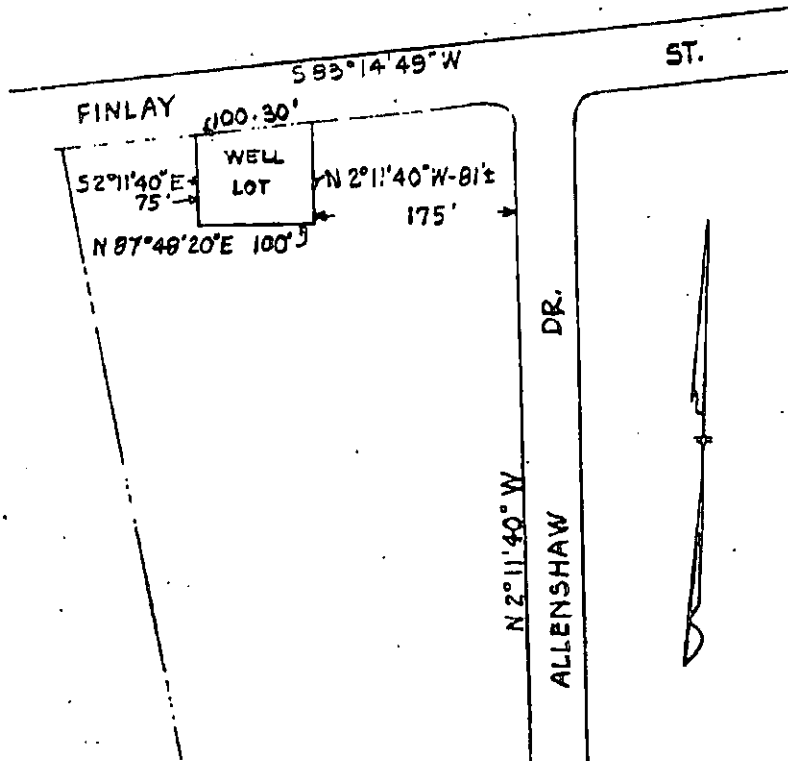 S 83° 14' 49" W
ST.
FINLAY
100.30'
WELL
LOT
S 2° 11' 40" E
75'
N 2° 11' 40" W - 81'±
175'
N 87° 48' 20" E 100'
DR.
N 2° 11' 40" W
ALLENSHAW